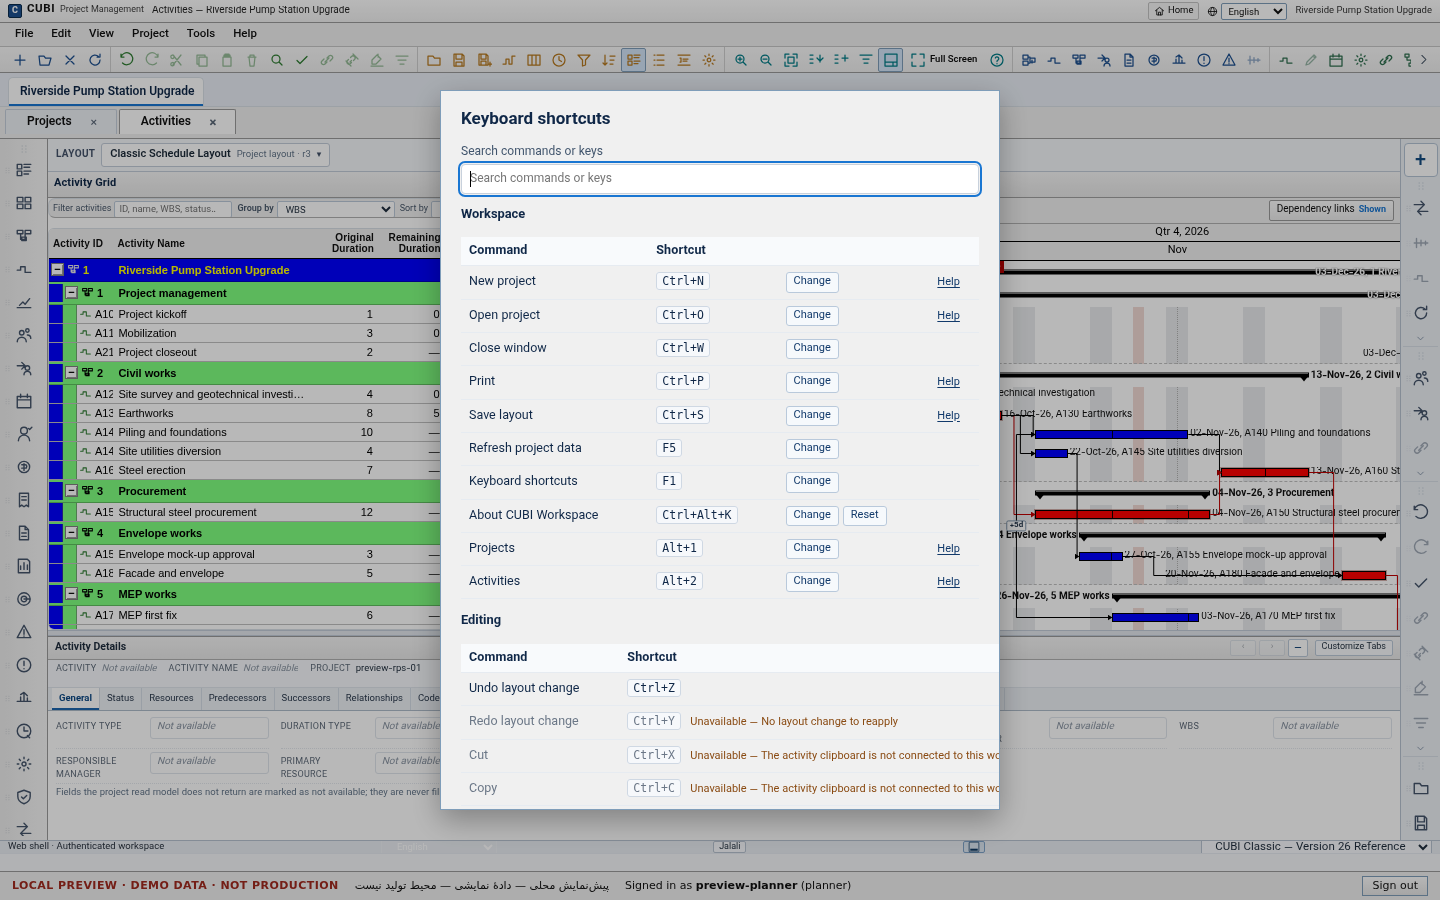 CUBI Project Management Activities — Riverside Pump Station Upgrade Home English Riverside Pump Station Upgrade
File Edit View Project Tools Help
Full Screen
Riverside Pump Station Upgrade
Projects × Activities ×
LAYOUT Classic Schedule Layout Project layout · r3
Activity Grid
Filter activities ID, name, WBS, status.. Group by WBS Sort by
Dependency links Shown
Activity ID Activity Name Original Duration Remaining Duration
Qtr 4, 2026
Nov
1 Riverside Pump Station Upgrade
1 Project management
A10 Project kickoff 1 0
A11 Mobilization 3 0
A21 Project closeout 2 —
2 Civil works
A12 Site survey and geotechnical investi... 4 0
A13 Earthworks 8 5
A14 Piling and foundations 10 —
A14 Site utilities diversion 4 —
A16 Steel erection 7 —
3 Procurement
A15 Structural steel procurement 12 —
4 Envelope works
A15 Envelope mock-up approval 3 —
A18 Facade and envelope 5 —
5 MEP works
A17 MEP first fix 6 —
03-Dec-26, 1 River
03-Dec
03-Dec-
13-Nov-26, 2 Civil w
echnical investigation
16-Oct-26, A130 Earthworks
02-Nov-26, A140 Piling and foundations
22-Oct-26, A145 Site utilities diversion
13-Nov-26, A160 St
04-Nov-26, 3 Procurement
04-Nov-26, A150 Structural steel procurer
+5d
4 Envelope works
27-Oct-26, A155 Envelope mock-up approval
20-Nov-26, A180 Facade and envelope
6-Nov-26, 5 MEP works
03-Nov-26, A170 MEP first fix
Keyboard shortcuts
Search commands or keys
Search commands or keys
Workspace
Command Shortcut
New project Ctrl+N Change Help
Open project Ctrl+O Change Help
Close window Ctrl+W Change
Print Ctrl+P Change Help
Save layout Ctrl+S Change Help
Refresh project data F5 Change
Keyboard shortcuts F1 Change
About CUBI Workspace Ctrl+Alt+K Change Reset
Projects Alt+1 Change Help
Activities Alt+2 Change Help
Editing
Command Shortcut
Undo layout change Ctrl+Z
Redo layout change Ctrl+Y Unavailable — No layout change to reapply
Cut Ctrl+X Unavailable — The activity clipboard is not connected to this wo
Copy Ctrl+C Unavailable — The activity clipboard is not connected to this wo
Activity Details
Customize Tabs
ACTIVITY Not available ACTIVITY NAME Not available PROJECT preview-rps-01
General Status Resources Predecessors Successors Relationships Code
ACTIVITY TYPE Not available DURATION TYPE Not available Not available WBS Not available
RESPONSIBLE MANAGER Not available PRIMARY RESOURCE Not available
Fields the project read model does not return are marked as not available; they are never fil
Web shell · Authenticated workspace English Jalali CUBI Classic — Version 26 Reference
LOCAL PREVIEW · DEMO DATA · NOT PRODUCTION پیش‌نمایش محلی — دادهٔ نمایشی — محیط تولید نیست Signed in as preview-planner (planner) Sign out